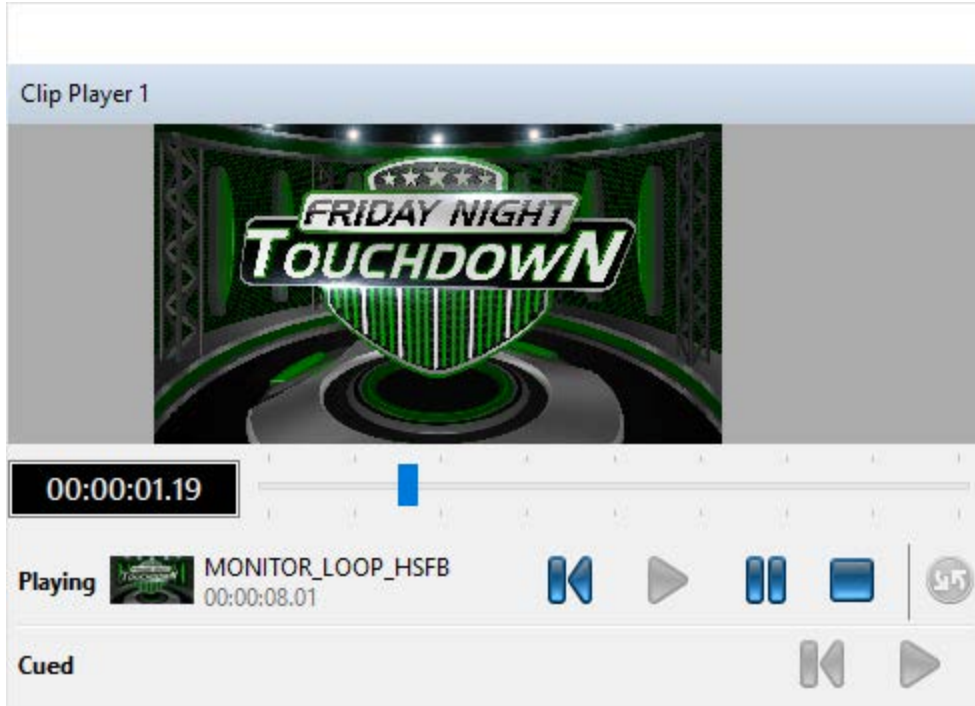 Clip Player 1
FRIDAY NIGHT
TOUCHDOWN
00:00:01.19
Playing
MONITOR_LOOP_HSFB
00:00:08.01
Cued